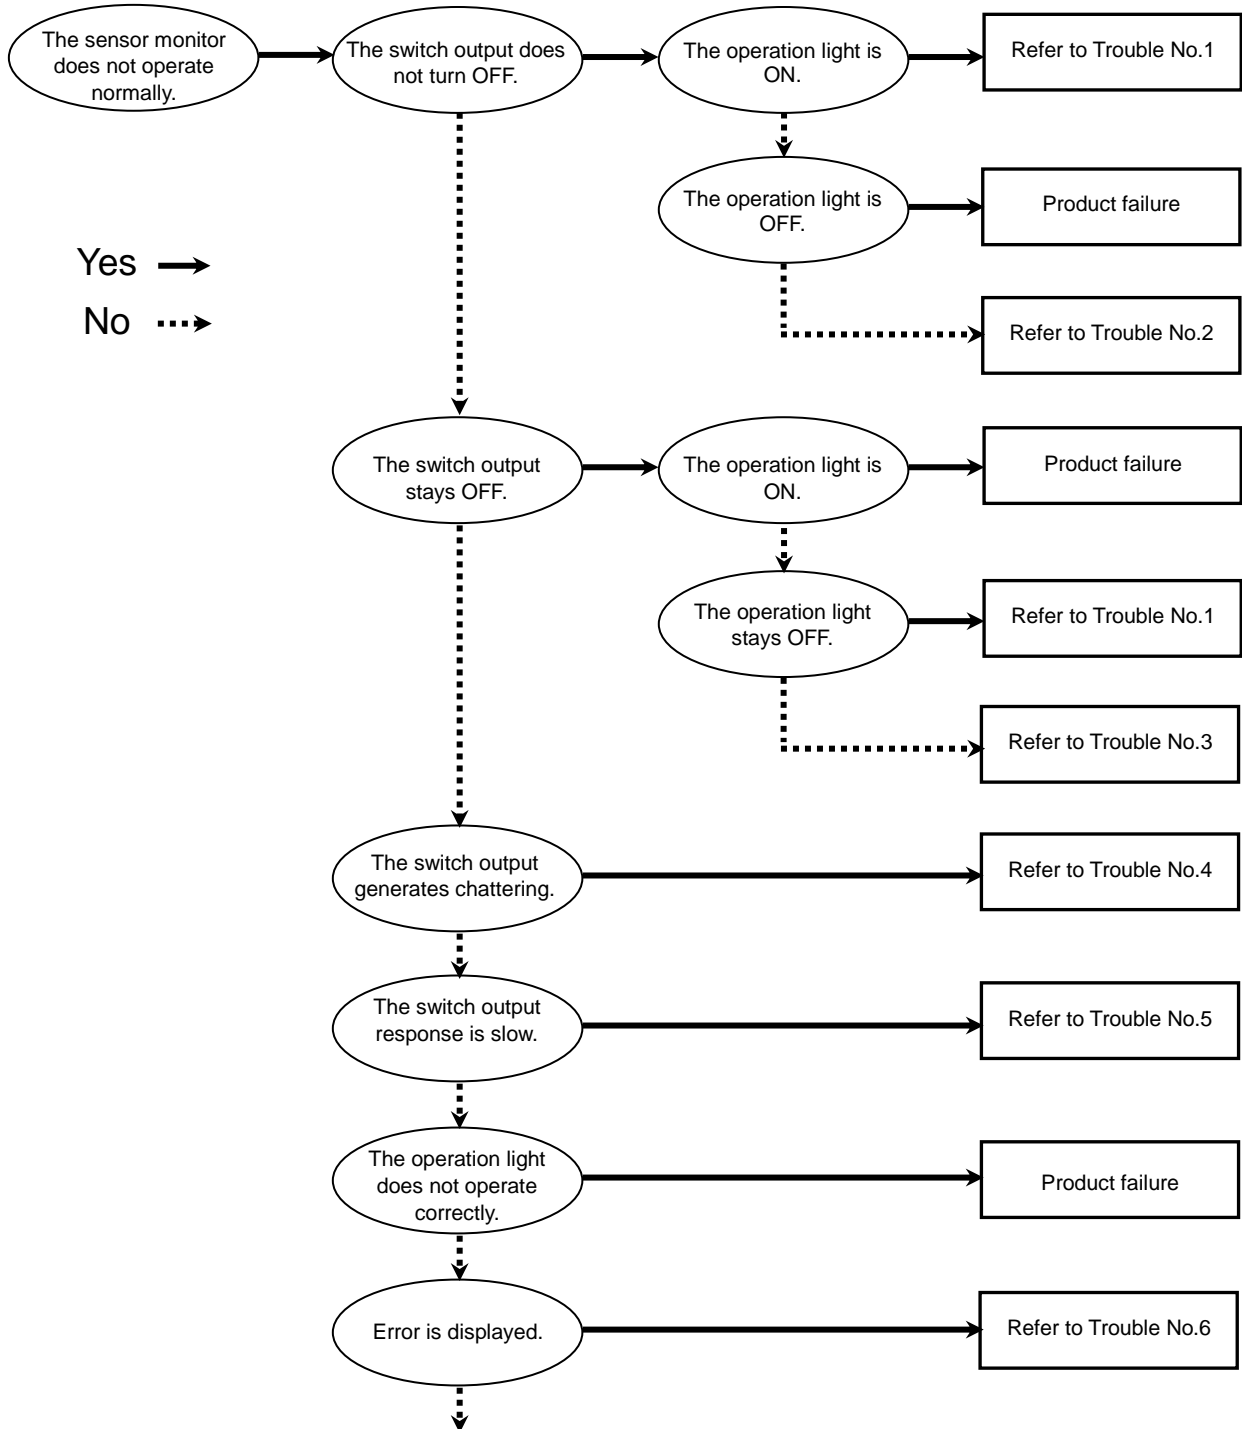 The sensor monitor
does not operate
normally.
The switch output does
not turn OFF.
The operation light is
ON.
Refer to Trouble No.1
The operation light is
OFF.
Product failure
Yes
No
Refer to Trouble No.2
The switch output
stays OFF.
The operation light is
ON.
Product failure
The operation light
stays OFF.
Refer to Trouble No.1
Refer to Trouble No.3
The switch output
generates chattering.
Refer to Trouble No.4
The switch output
response is slow.
Refer to Trouble No.5
The operation light
does not operate
correctly.
Product failure
Error is displayed.
Refer to Trouble No.6